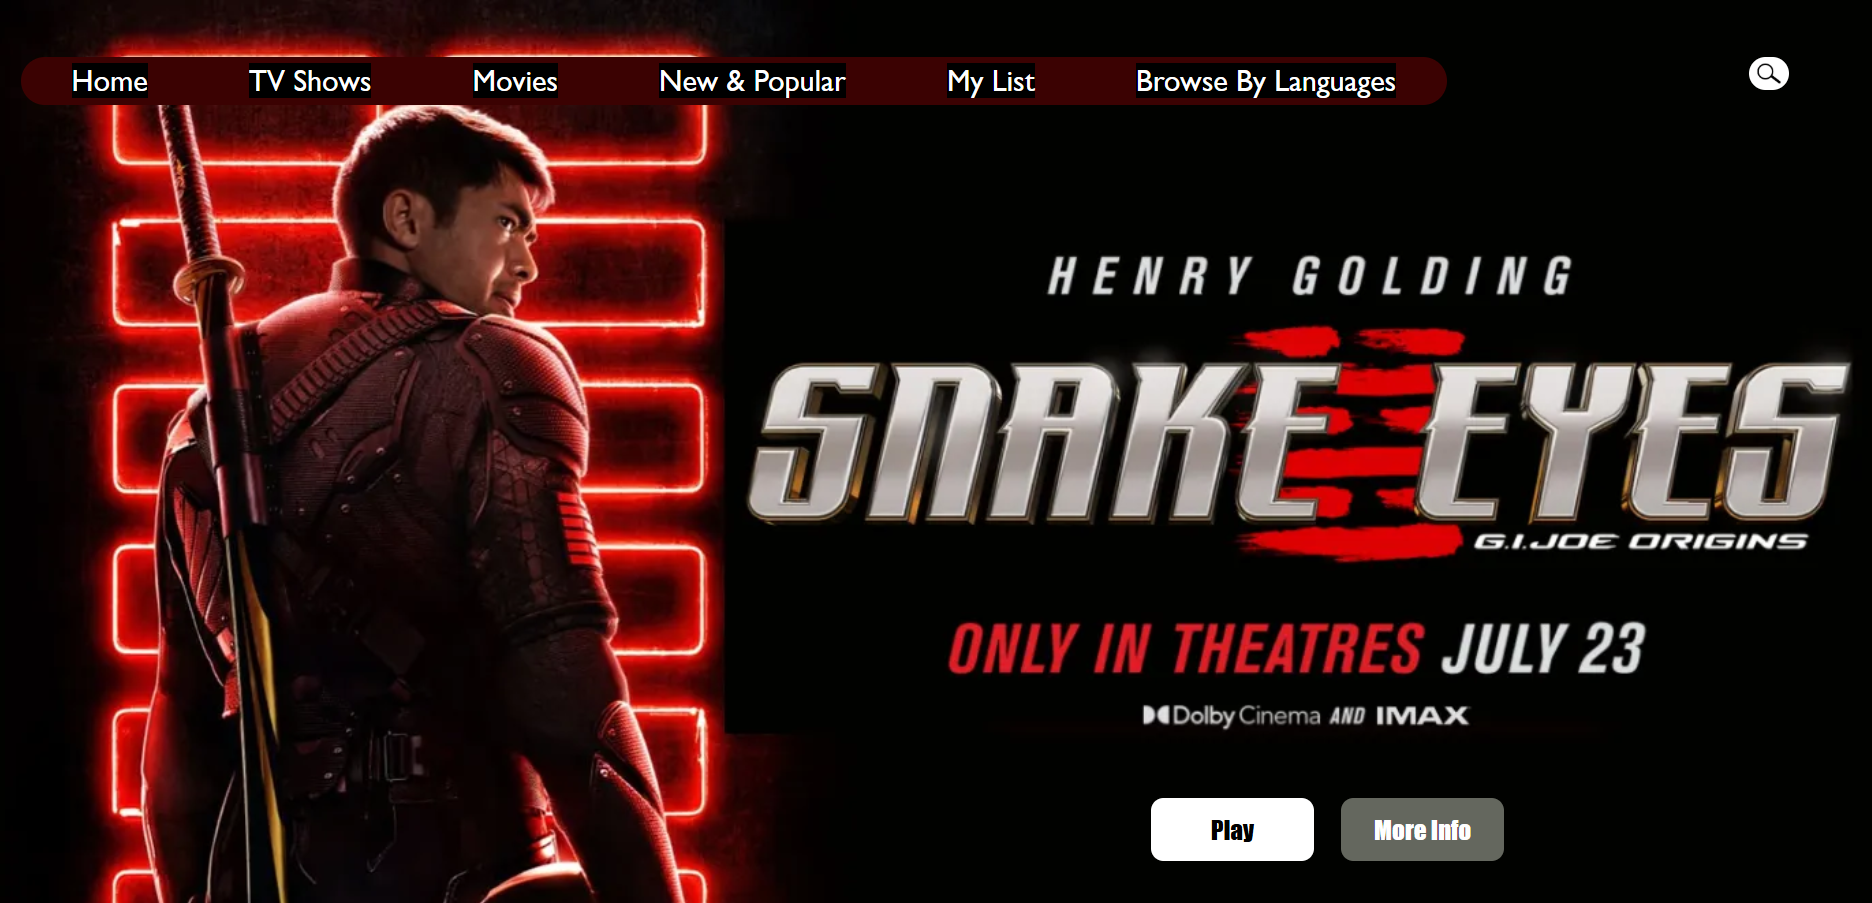 Home TV Shows Movies New & Popular My List Browse By Languages
HENRY GOLDING
SNAKE EYES
G.I.JOE ORIGINS
ONLY IN THEATRES JULY 23
Dolby Cinema AND IMAX
Play More Info